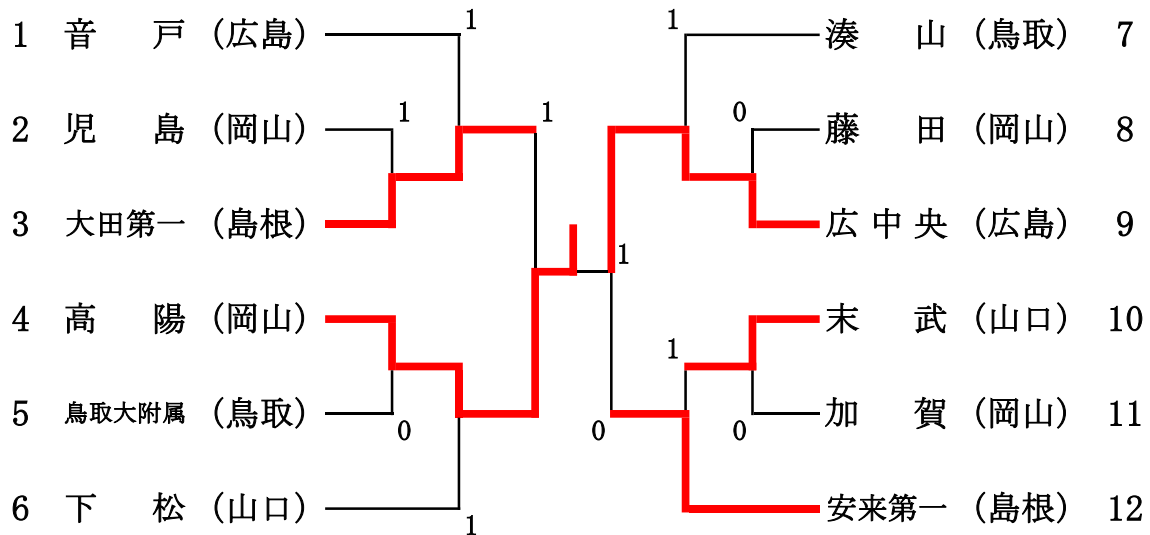 1 音戸 (広島) 1 1 湊山 (鳥取) 7
2 児島 (岡山) 1 1 0 藤田 (岡山) 8
3 大田第一 (島根) 広中央 (広島) 9
1
4 高陽 (岡山) 末武 (山口) 10
1
5 鳥取大附属 (鳥取) 加賀 (岡山) 11
0 0 0
6 下松 (山口) 安来第一 (島根) 12
1